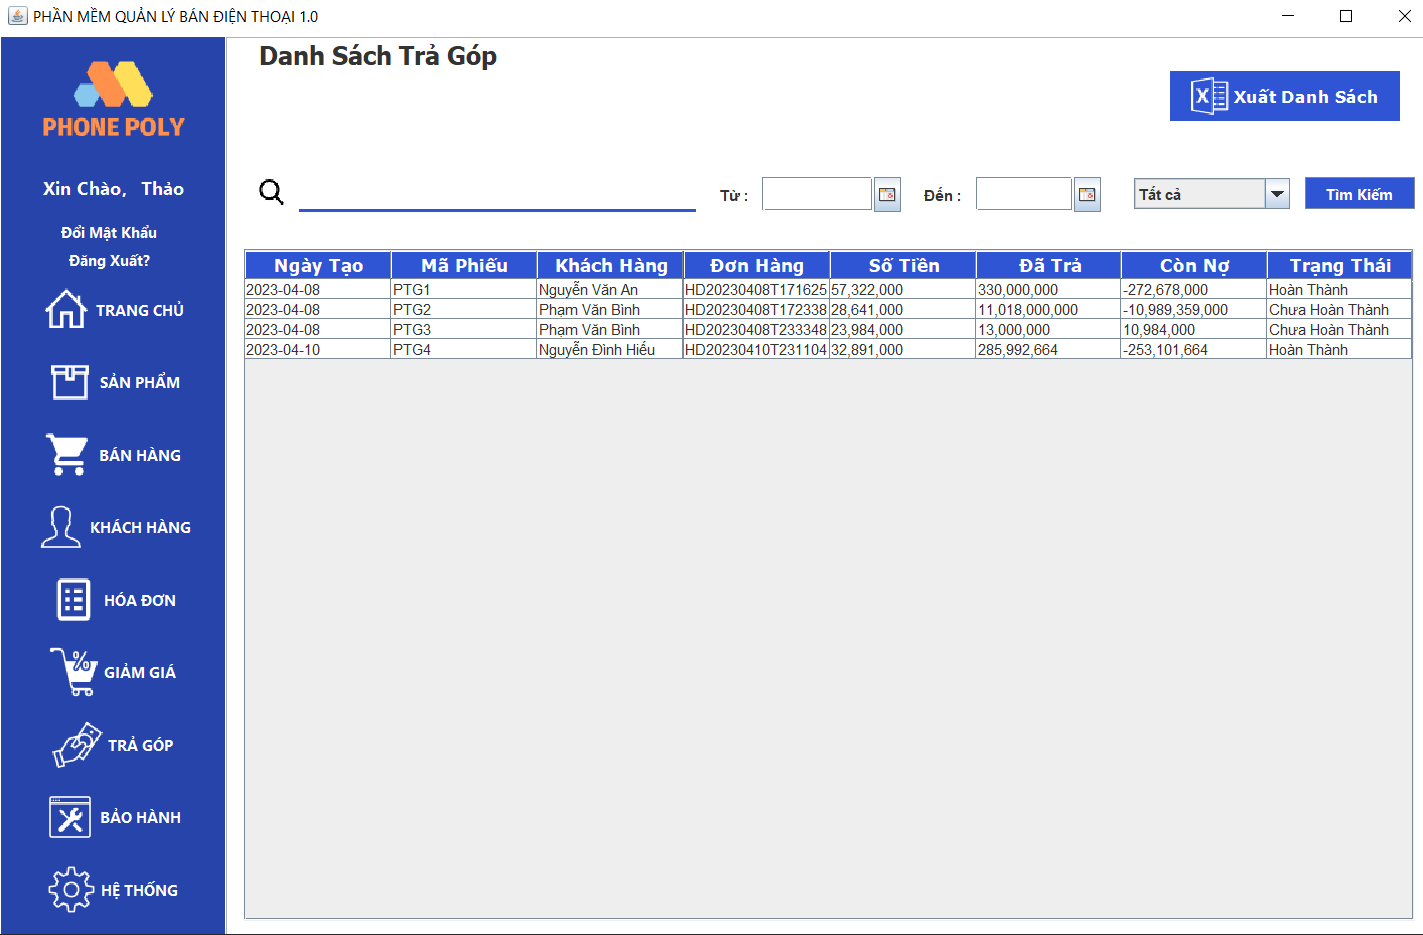 PHẦN MỀM QUẢN LÝ BÁN ĐIỆN THOẠI 1.0
PHONE POLY
Xin Chào, Thảo
Đổi Mật Khẩu
Đăng Xuất?
TRANG CHỦ
SẢN PHẨM
BÁN HÀNG
KHÁCH HÀNG
HÓA ĐƠN
GIẢM GIÁ
TRẢ GÓP
BẢO HÀNH
HỆ THỐNG
Danh Sách Trả Góp
Xuất Danh Sách
Từ : Đến : Tất cả Tìm Kiếm
Ngày Tạo Mã Phiếu Khách Hàng Đơn Hàng Số Tiền Đã Trả Còn Nợ Trạng Thái
2023-04-08 PTG1 Nguyễn Văn An HD20230408T171625 57,322,000 330,000,000 -272,678,000 Hoàn Thành
2023-04-08 PTG2 Phạm Văn Bình HD20230408T172338 28,641,000 11,018,000,000 -10,989,359,000 Chưa Hoàn Thành
2023-04-08 PTG3 Phạm Văn Bình HD20230408T233348 23,984,000 13,000,000 10,984,000 Chưa Hoàn Thành
2023-04-10 PTG4 Nguyễn Đình Hiếu HD20230410T231104 32,891,000 285,992,664 -253,101,664 Hoàn Thành